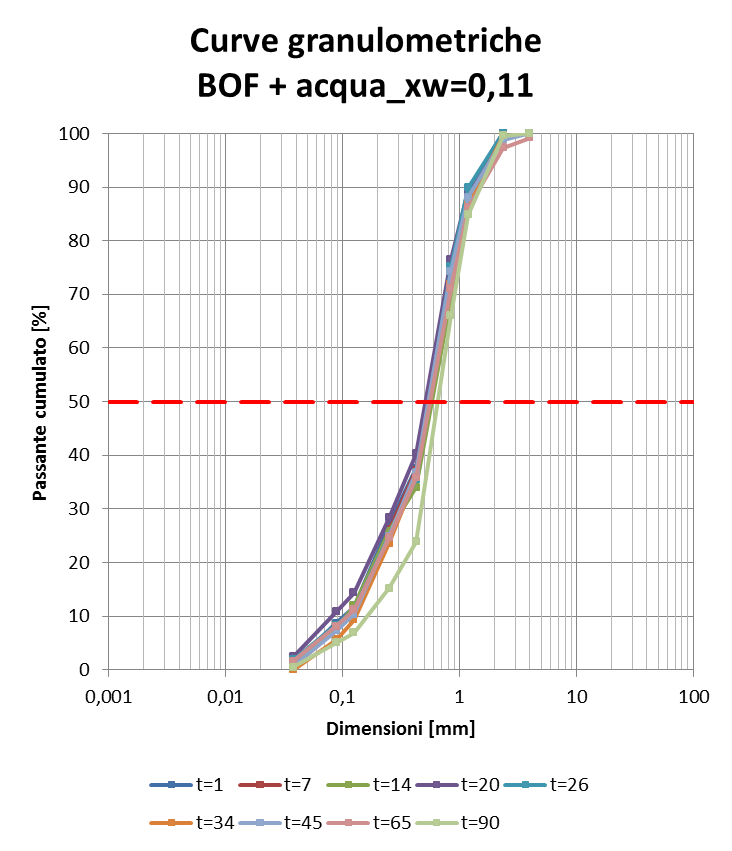 Curve granulometriche
BOF + acqua_xw=0,11
Passante cumulato [%]
100
90
80
70
60
50
40
30
20
10
0
0,001 0,01 0,1 1 10 100
Dimensioni [mm]
t=1 t=7 t=14 t=20 t=26
t=34 t=45 t=65 t=90